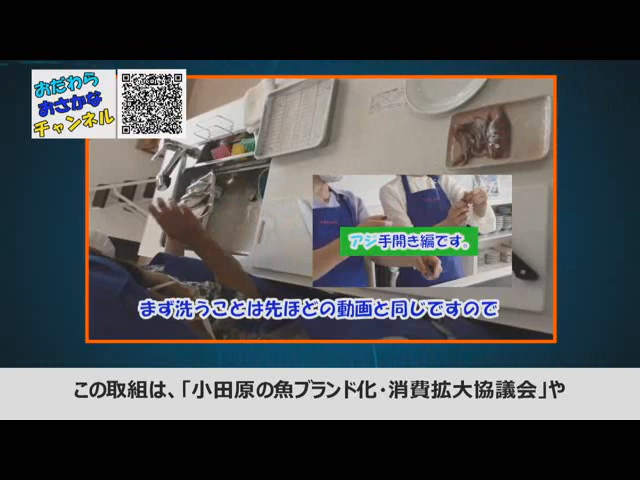 おだわら
おさかな
チャンネル
アジ手開き編です。
まず洗うことは先ほどの動画と同じですので
この取組は、「小田原の魚ブランド化・消費拡大協議会」や